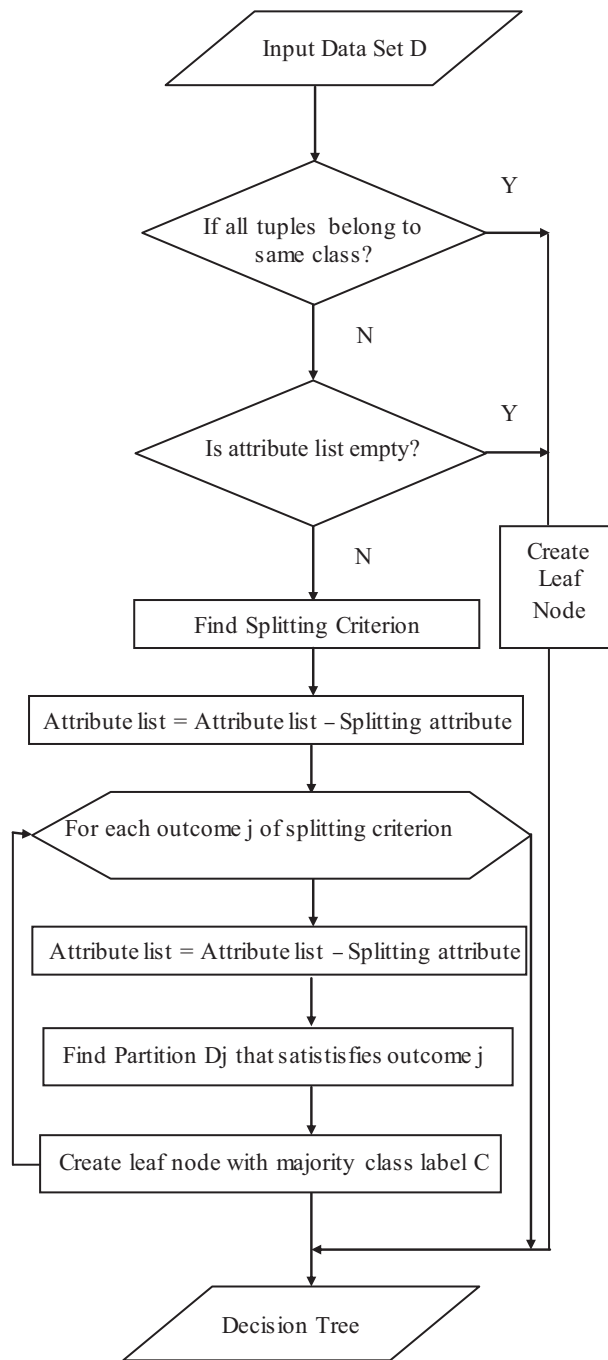 Input Data Set D
Y
If all tuples belong to
same class?
N
Y
Is attribute list empty?
N
Create
Leaf
Node
Find Splitting Criterion
Attribute list = Attribute list – Splitting attribute
For each outcome j of splitting criterion
Attribute list = Attribute list – Splitting attribute
Find Partition Dj that satistisfies outcome j
Create leaf node with majority class label C
Decision Tree